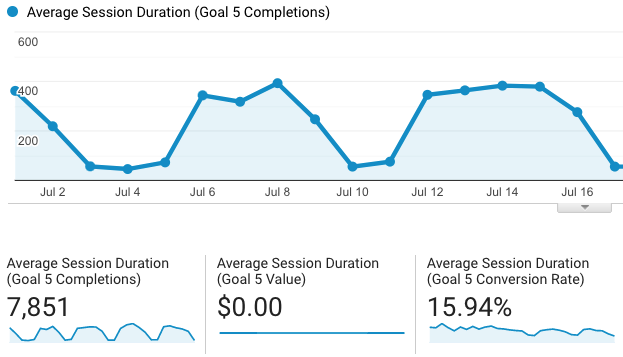 Average Session Duration (Goal 5 Completions)
600
400
200
Jul 2 Jul 4 Jul 6 Jul 8 Jul 10 Jul 12 Jul 14 Jul 16
Average Session Duration
(Goal 5 Completions)
7,851
Average Session Duration
(Goal 5 Value)
$0.00
Average Session Duration
(Goal 5 Conversion Rate)
15.94%